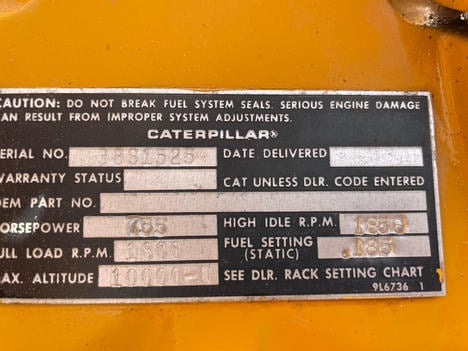 CAUTION: DO NOT BREAK FUEL SYSTEM SEALS. SERIOUS ENGINE DAMAGE
CAN RESULT FROM IMPROPER SYSTEM ADJUSTMENTS.
CATERPILLAR®
SERIAL NO. 38S1525 DATE DELIVERED
WARRANTY STATUS CAT UNLESS DLR. CODE ENTERED
OEM PART NO.
HORSEPOWER HIGH IDLE R.P.M. 1850
FULL LOAD R.P.M. 1800 FUEL SETTING (STATIC) .185
MAX. ALTITUDE SEE DLR. RACK SETTING CHART
9L6736 1